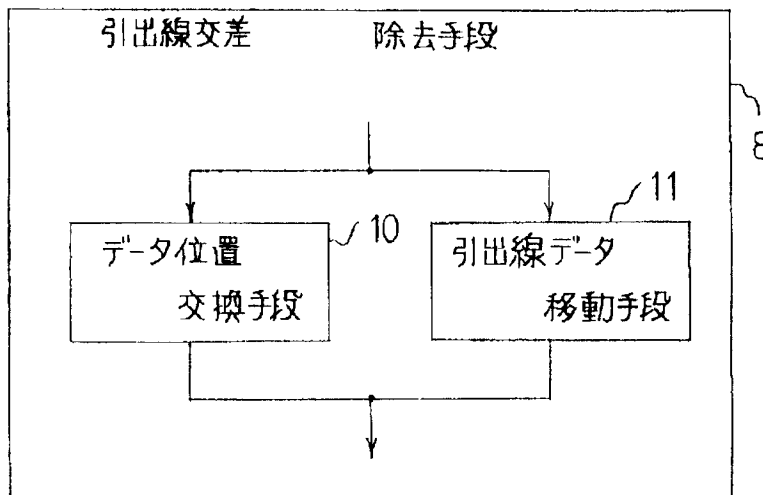 引出線交差 除去手段
8
11
データ位置
交換手段
10
引出線データ
移動手段